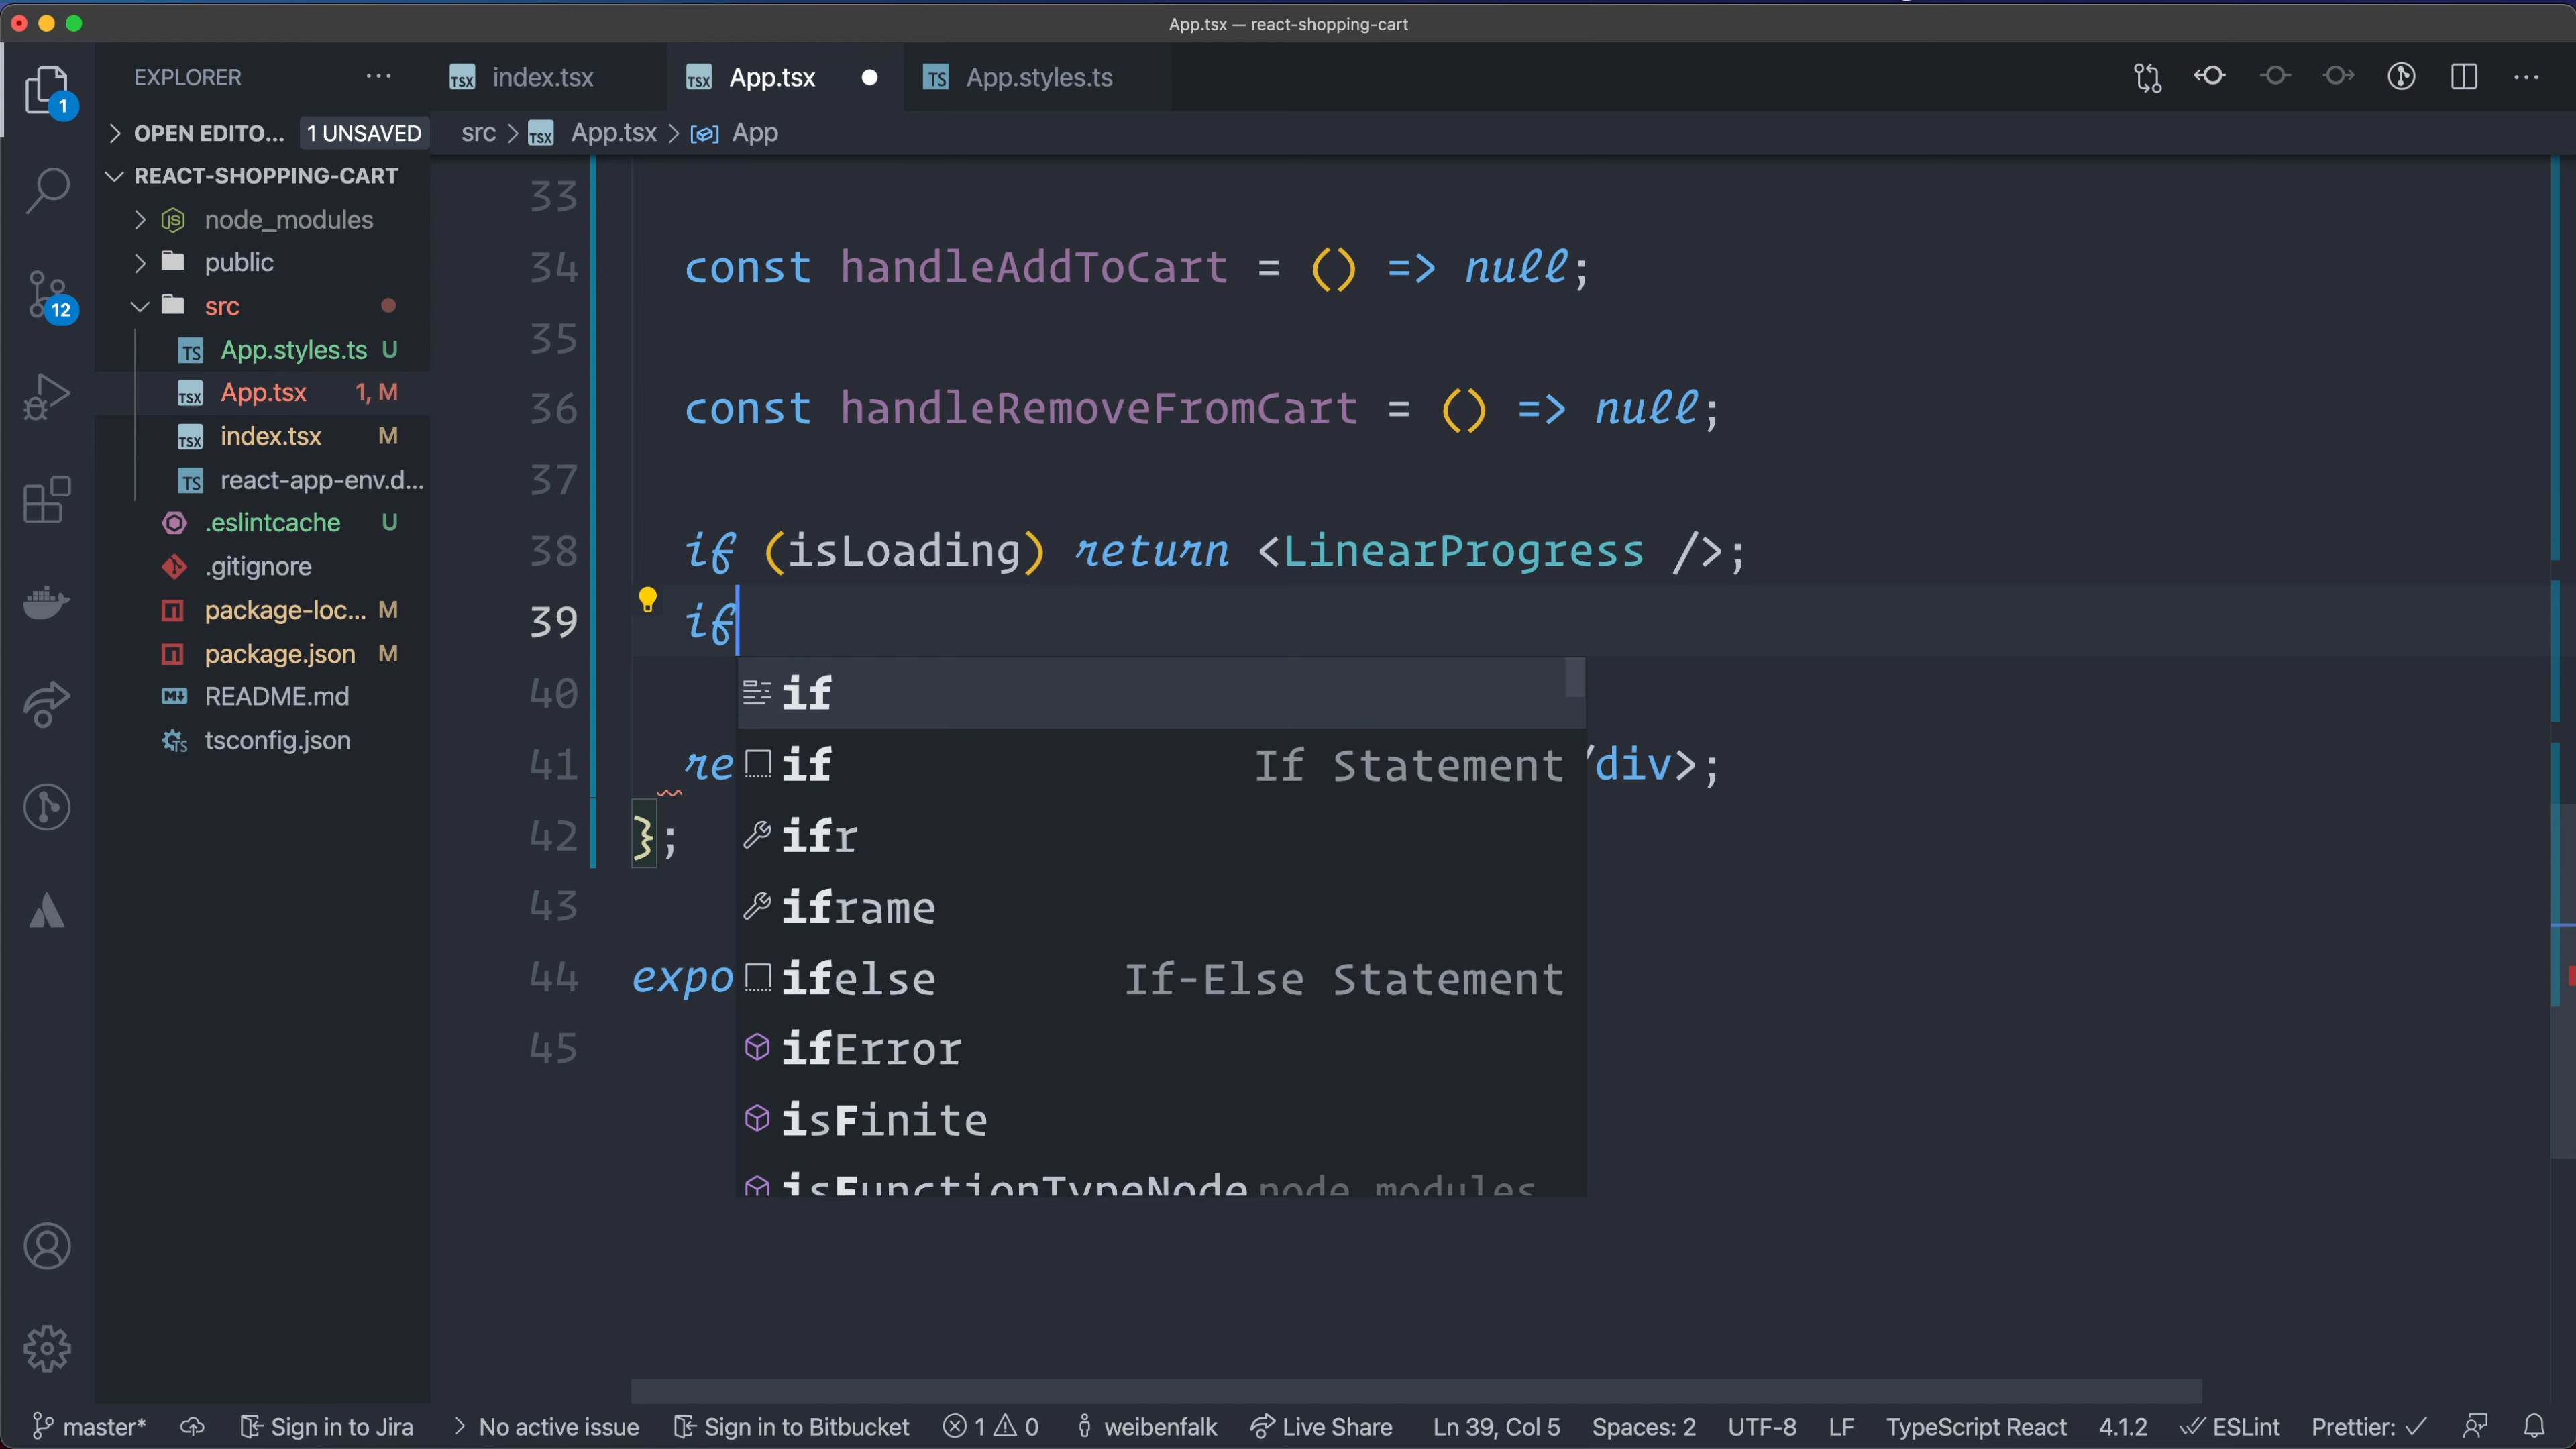 App.tsx — react-shopping-cart
EXPLORER
index.tsx
App.tsx
App.styles.ts
1
OPEN EDITO... 1 UNSAVED
src > App.tsx > App
REACT-SHOPPING-CART
node_modules
public
src
12
App.styles.ts U
App.tsx 1, M
index.tsx M
react-app-env.d...
.eslintcache U
.gitignore
package-loc... M
package.json M
README.md
tsconfig.json
33
34 const handleAddToCart = () => null;
35
36 const handleRemoveFromCart = () => null;
37
38 if (isLoading) return <LinearProgress />;
39 if
40 if
41 re if If Statement /div>;
42 }; ifr
43 iframe
44 expo ifelse If-Else Statement
45 ifError
isFinite
isFunctionTypeNode node_modules
master* Sign in to Jira > No active issue Sign in to Bitbucket 1 0 weibenfalk Live Share Ln 39, Col 5 Spaces: 2 UTF-8 LF TypeScript React 4.1.2 ESLint Prettier: ✓